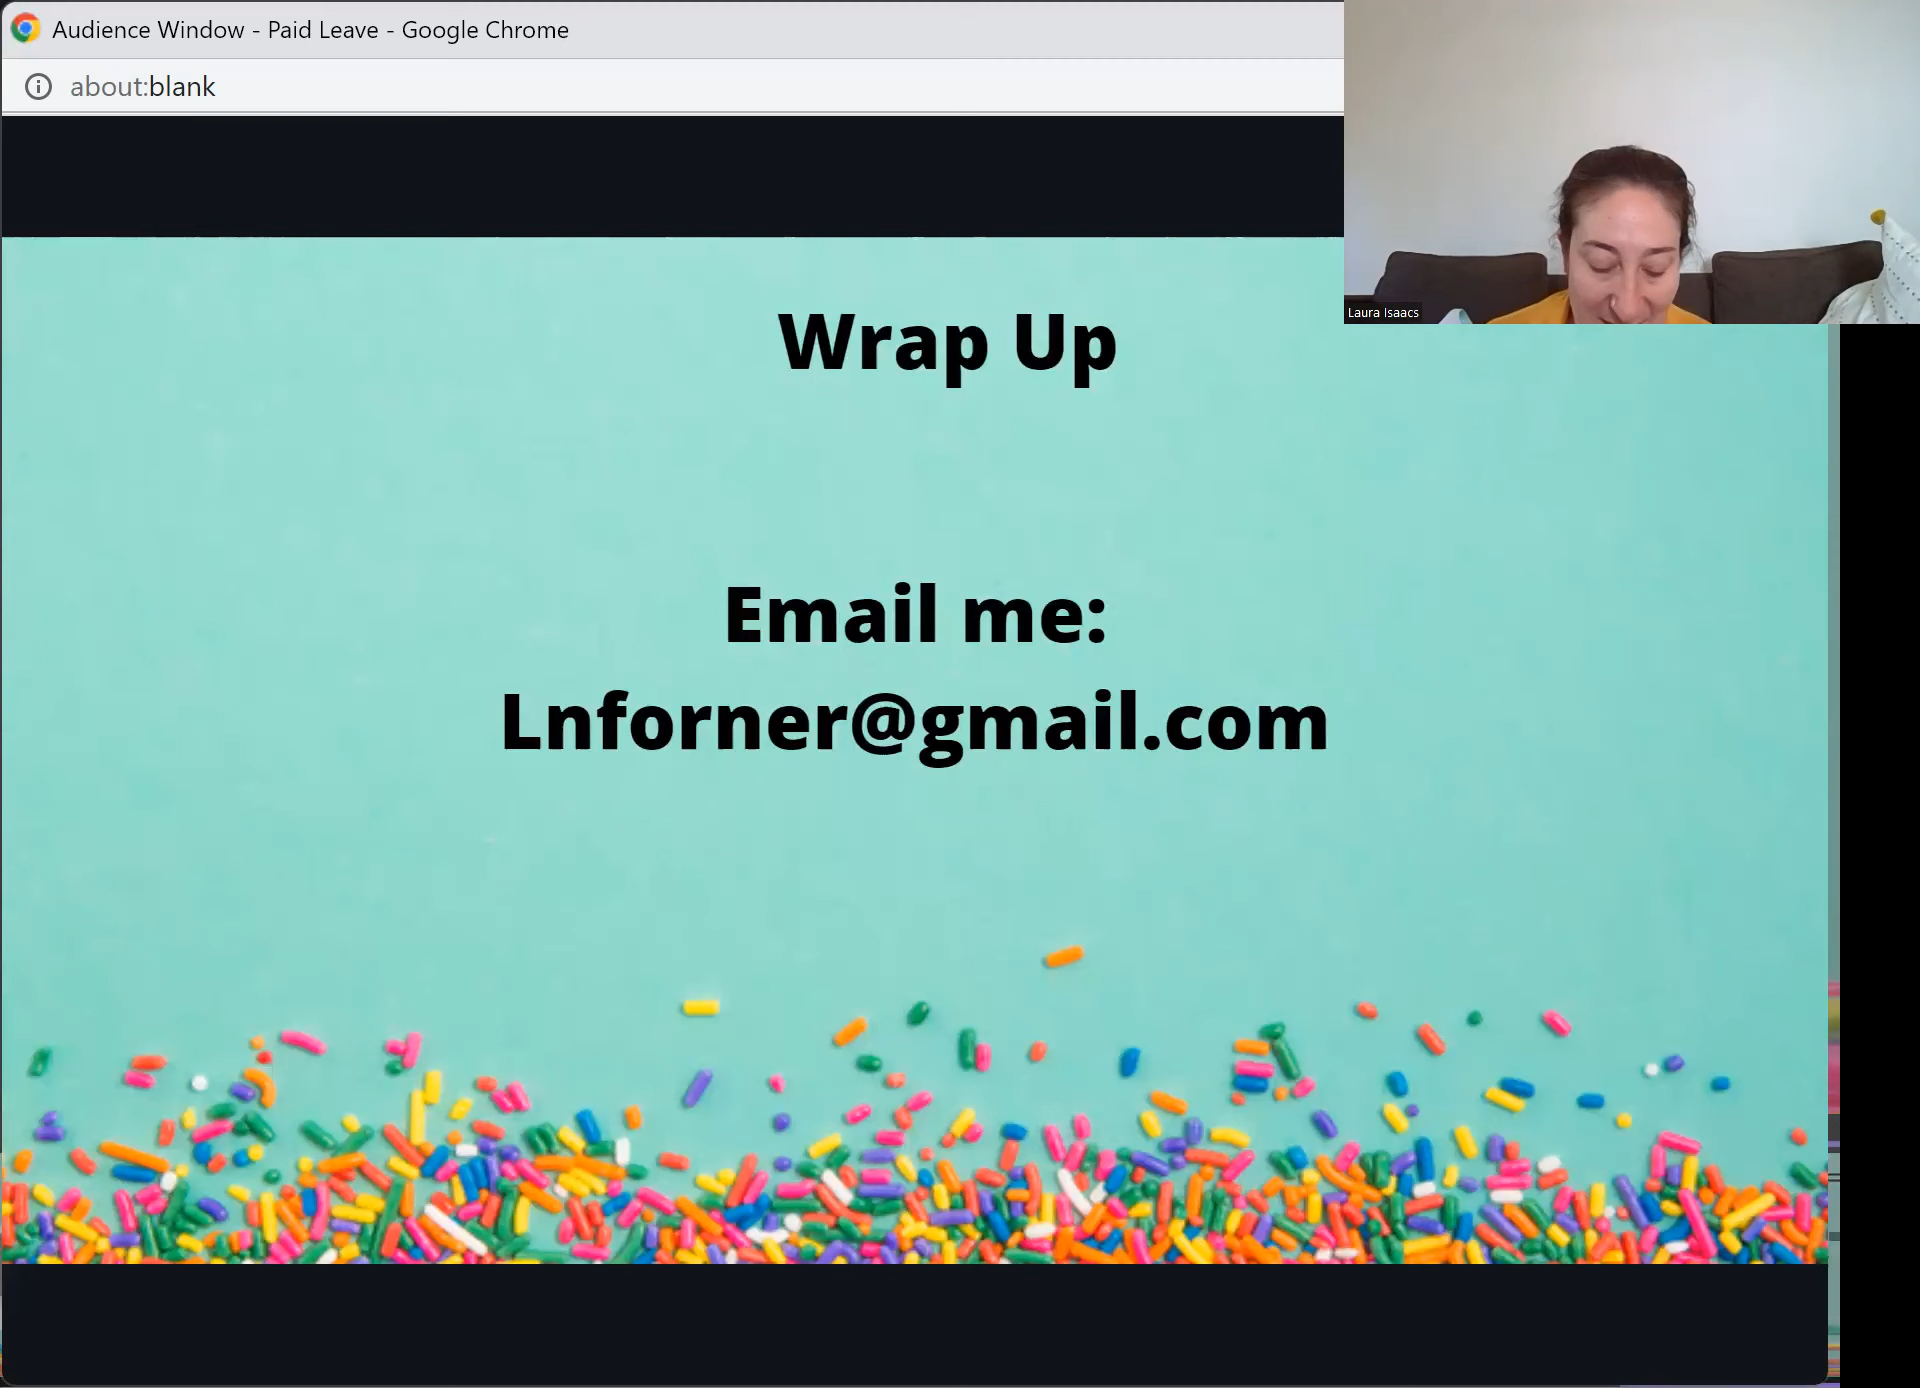 Audience Window - Paid Leave - Google Chrome
about:blank
Laura Isaacs
Wrap Up
Email me:
Lnforner@gmail.com